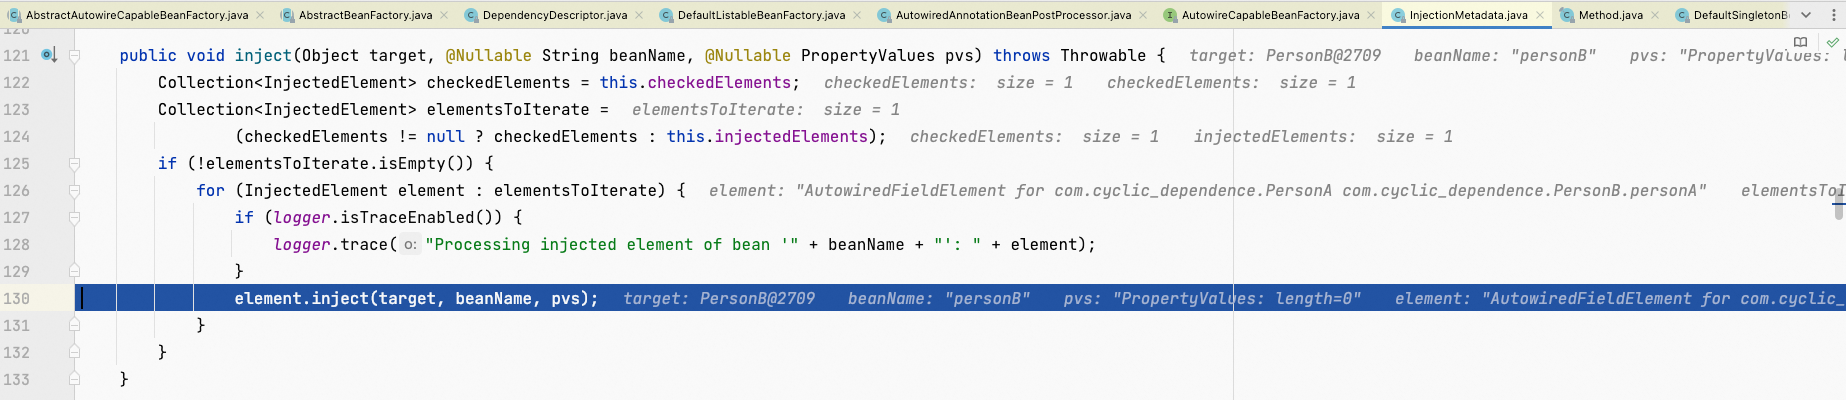 AbstractAutowireCapableBeanFactory.java AbstractBeanFactory.java DependencyDescriptor.java DefaultListableBeanFactory.java AutowiredAnnotationBeanPostProcessor.java AutowireCapableBeanFactory.java InjectionMetadata.java Method.java DefaultSingletonB
121 public void inject(Object target, @Nullable String beanName, @Nullable PropertyValues pvs) throws Throwable { target: PersonB@2709 beanName: "personB" pvs: "PropertyValues: l
122 Collection<InjectedElement> checkedElements = this.checkedElements; checkedElements: size = 1 checkedElements: size = 1
123 Collection<InjectedElement> elementsToIterate = elementsToIterate: size = 1
124 (checkedElements != null ? checkedElements : this.injectedElements); checkedElements: size = 1 injectedElements: size = 1
125 if (!elementsToIterate.isEmpty()) {
126 for (InjectedElement element : elementsToIterate) { element: "AutowiredFieldElement for com.cyclic_dependence.PersonA com.cyclic_dependence.PersonB.personA" elementsToI
127 if (logger.isTraceEnabled()) {
128 logger.trace( o: "Processing injected element of bean '" + beanName + "': " + element);
129 }
130 element.inject(target, beanName, pvs); target: PersonB@2709 beanName: "personB" pvs: "PropertyValues: length=0" element: "AutowiredFieldElement for com.cyclic_
131 }
132 }
133 }